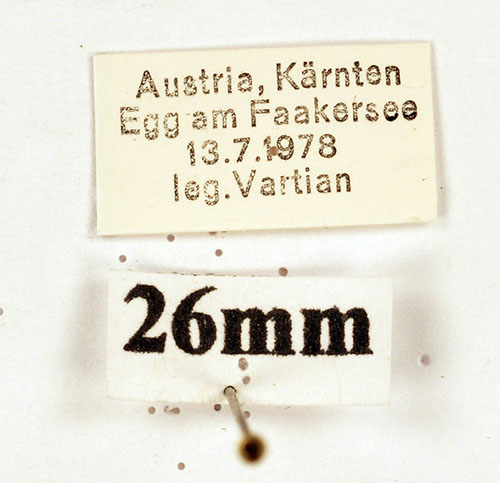 Austria, Kärnten
Egg am Faakersee
13.7.1978
leg. Vartian
26mm